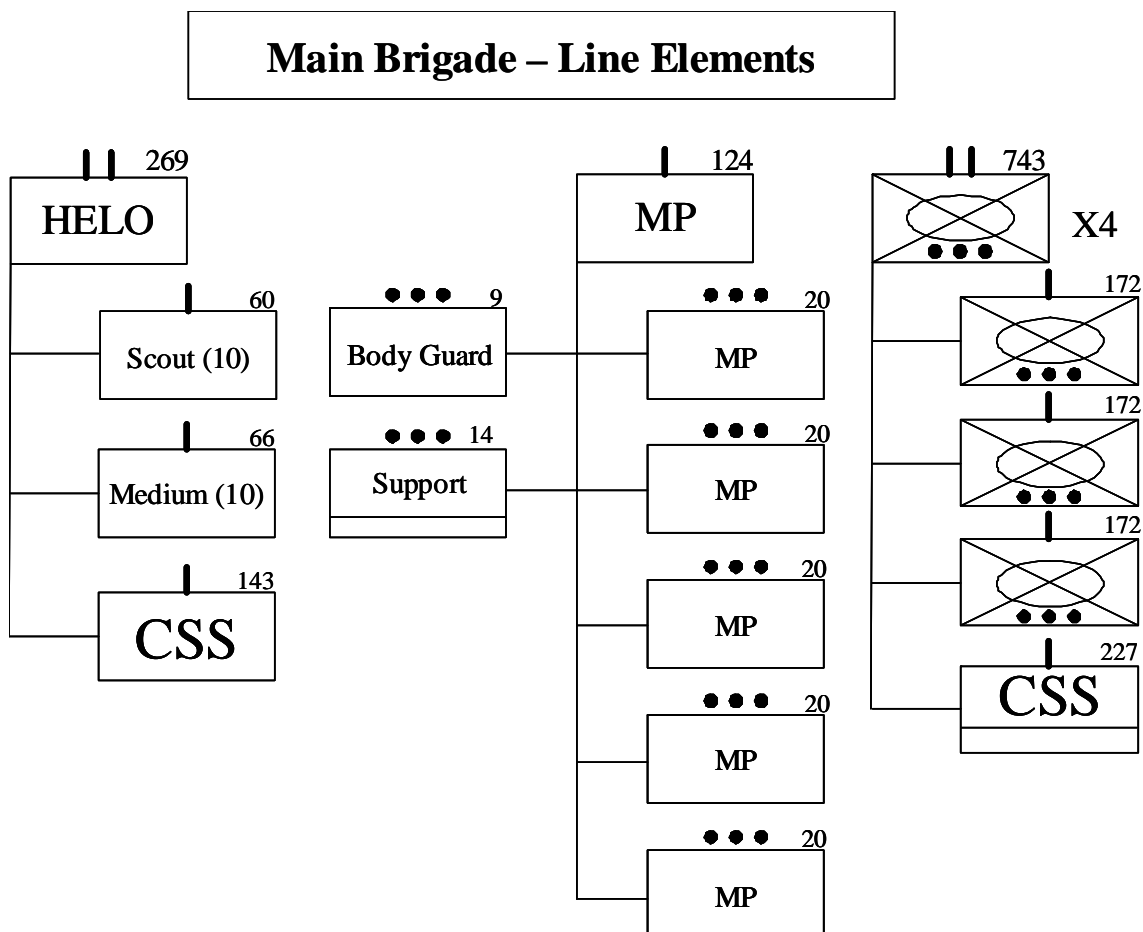 Main Brigade – Line Elements
269
HELO
60
Scout (10)
66
Medium (10)
143
CSS
124
MP
9
Body Guard
14
Support
20
MP
20
MP
20
MP
20
MP
20
MP
743
X4
172
172
172
227
CSS